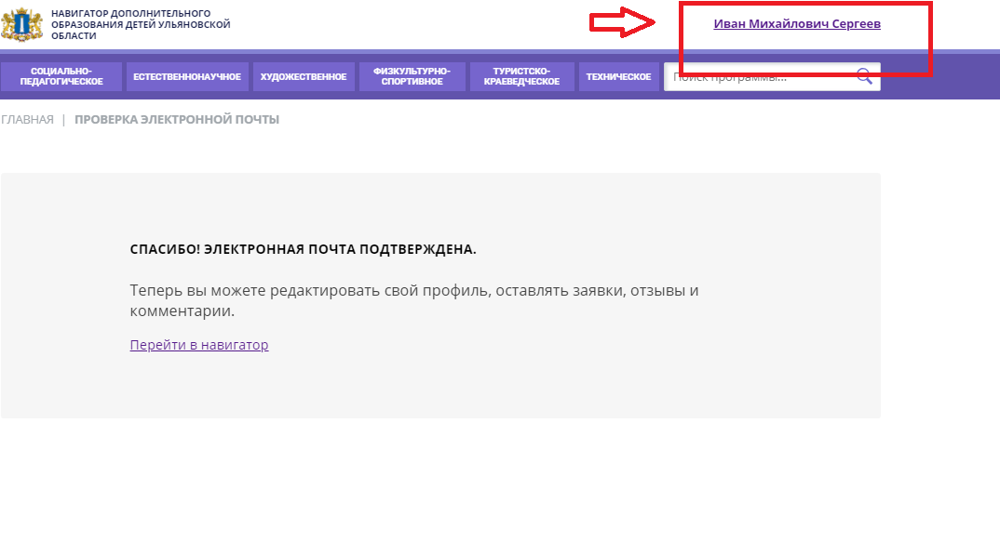 НАВИГАТОР ДОПОЛНИТЕЛЬНОГО
ОБРАЗОВАНИЯ ДЕТЕЙ УЛЬЯНОВСКОЙ
ОБЛАСТИ
Иван Михайлович Сергеев
СОЦИАЛЬНО-
ПЕДАГОГИЧЕСКОЕ
ЕСТЕСТВЕННОНАУЧНОЕ
ХУДОЖЕСТВЕННОЕ
ФИЗКУЛЬТУРНО-
СПОРТИВНОЕ
ТУРИСТСКО-
КРАЕВЕДЧЕСКОЕ
ТЕХНИЧЕСКОЕ
Поиск программы...
ГЛАВНАЯ | ПРОВЕРКА ЭЛЕКТРОННОЙ ПОЧТЫ
СПАСИБО! ЭЛЕКТРОННАЯ ПОЧТА ПОДТВЕРЖДЕНА.
Теперь вы можете редактировать свой профиль, оставлять заявки, отзывы и
комментарии.
Перейти в навигатор